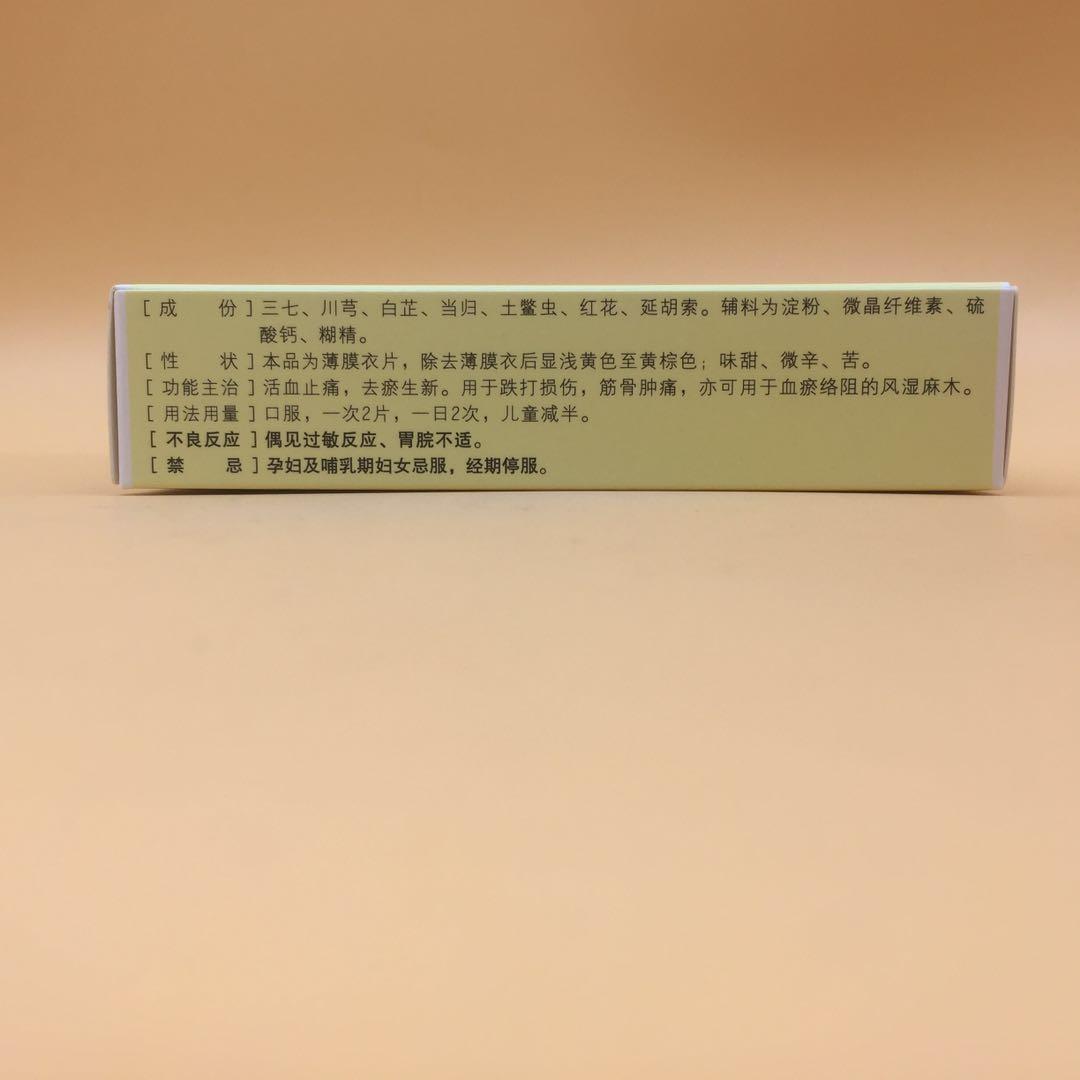 [成 份]三七、川芎、白芷、当归、土鳖虫、红花、延胡索。辅料为淀粉、微晶纤维素、硫
酸钙、糊精。
[性 状]本品为薄膜衣片，除去薄膜衣后显浅黄色至黄棕色；味甜、微辛、苦。
[功能主治]活血止痛，去瘀生新。用于跌打损伤，筋骨肿痛，亦可用于血瘀络阻的风湿麻木。
[用法用量]口服，一次2片，一日2次，儿童减半。
[不良反应]偶见过敏反应、胃脘不适。
[禁 忌]孕妇及哺乳期妇女忌服，经期停服。